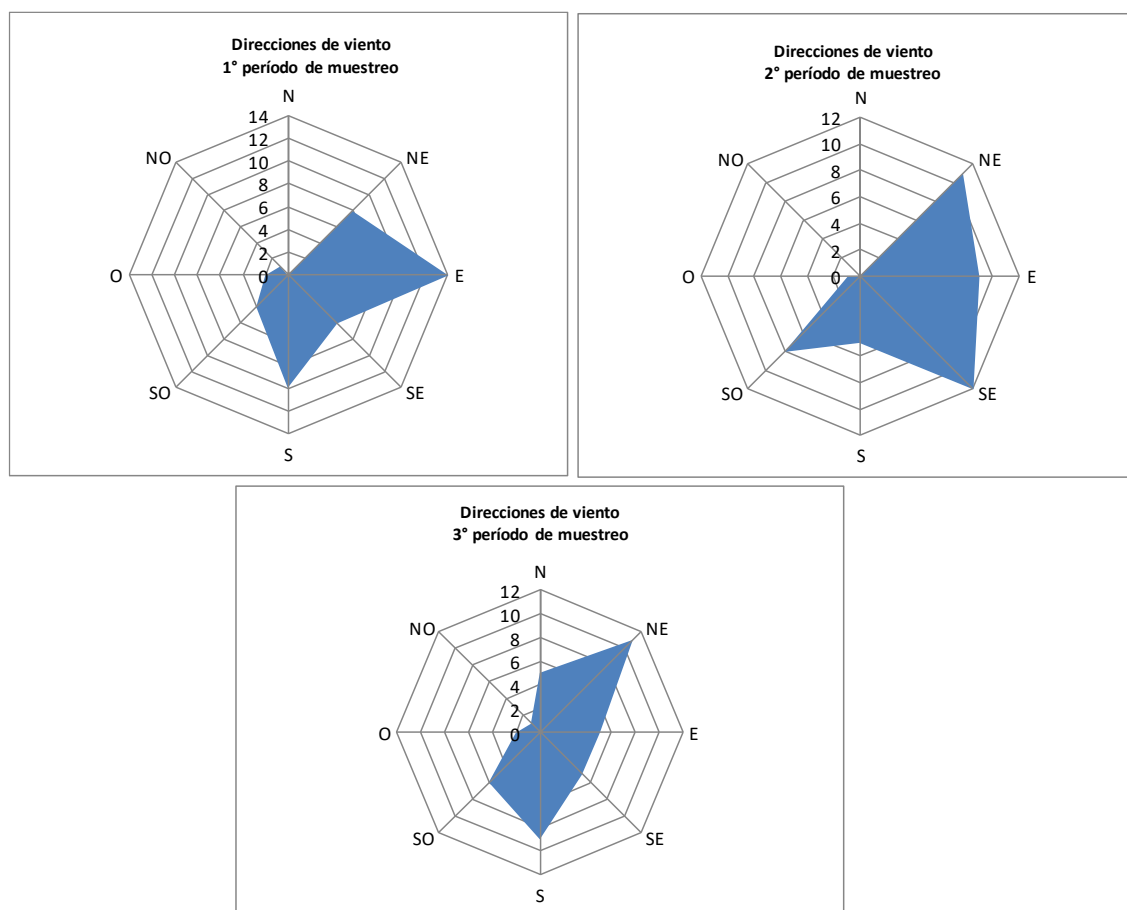 Direcciones de viento
1° período de muestreo
N
14
12
10
8
6
4
2
0
NE
E
SE
S
SO
O
NO
Direcciones de viento
2° período de muestreo
N
12
10
8
6
4
2
0
NE
E
SE
S
SO
O
NO
Direcciones de viento
3° período de muestreo
N
12
10
8
6
4
2
0
NE
E
SE
S
SO
O
NO